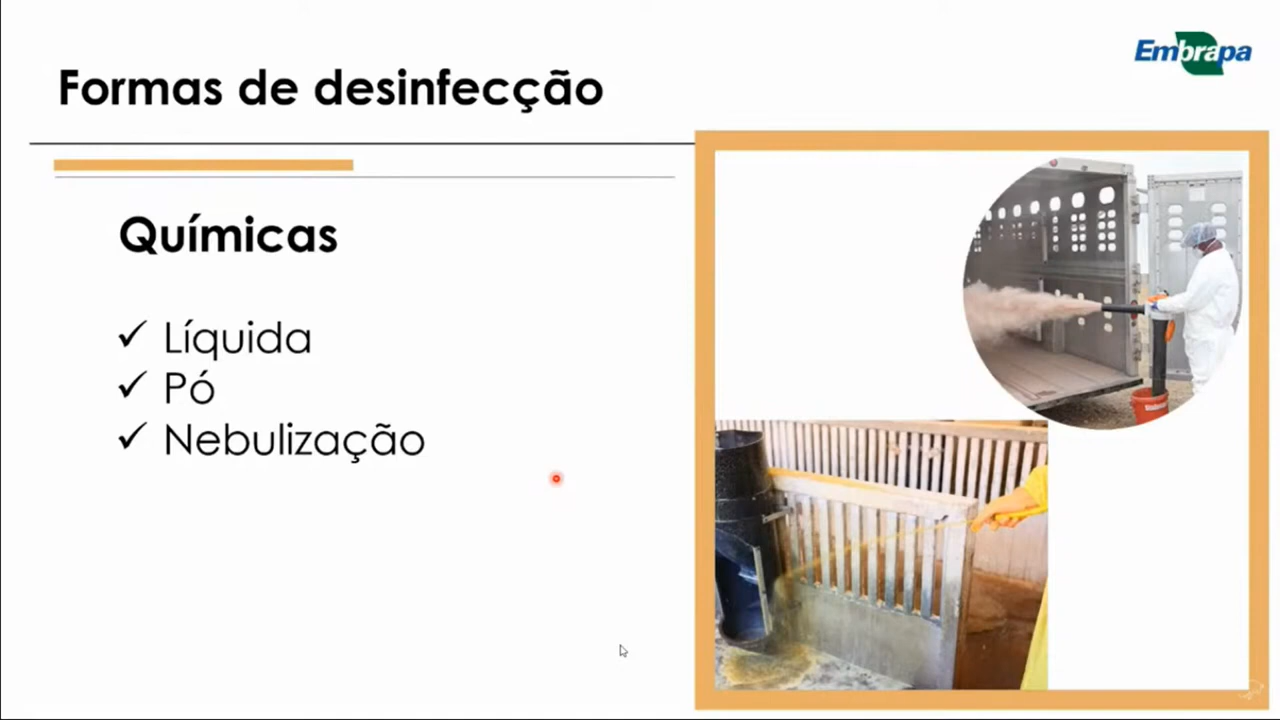 Embrapa
Formas de desinfecção
Químicas
✓ Líquida
✓ Pó
✓ Nebulização